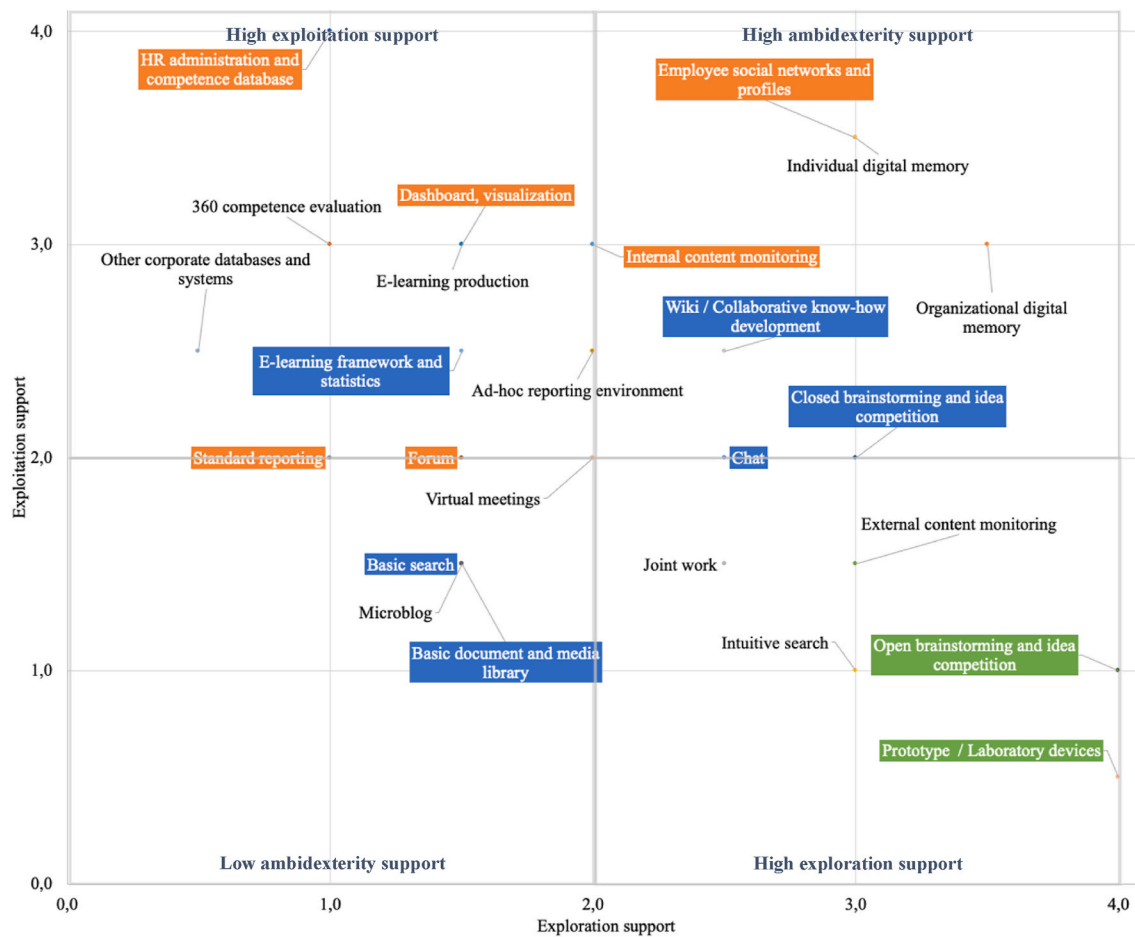 4,0
High exploitation support
High ambidexterity support
HR administration and
competence database
Employee social networks and
profiles
Individual digital memory
Dashboard, visualization
360 competence evaluation
3,0
Other corporate databases and
systems
E-learning production
Internal content monitoring
Organizational digital
memory
Wiki / Collaborative know-how
development
E-learning framework and
statistics
Ad-hoc reporting environment
Closed brainstorming and idea
competition
Exploitation support
2,0
Standard reporting
Forum
Chat
Virtual meetings
External content monitoring
Basic search
Joint work
Microblog
Basic document and media
library
Intuitive search
Open brainstorming and idea
competition
1,0
Prototype / Laboratory devices
Low ambidexterity support
High exploration support
0,0
0,0
1,0
2,0
3,0
4,0
Exploration support